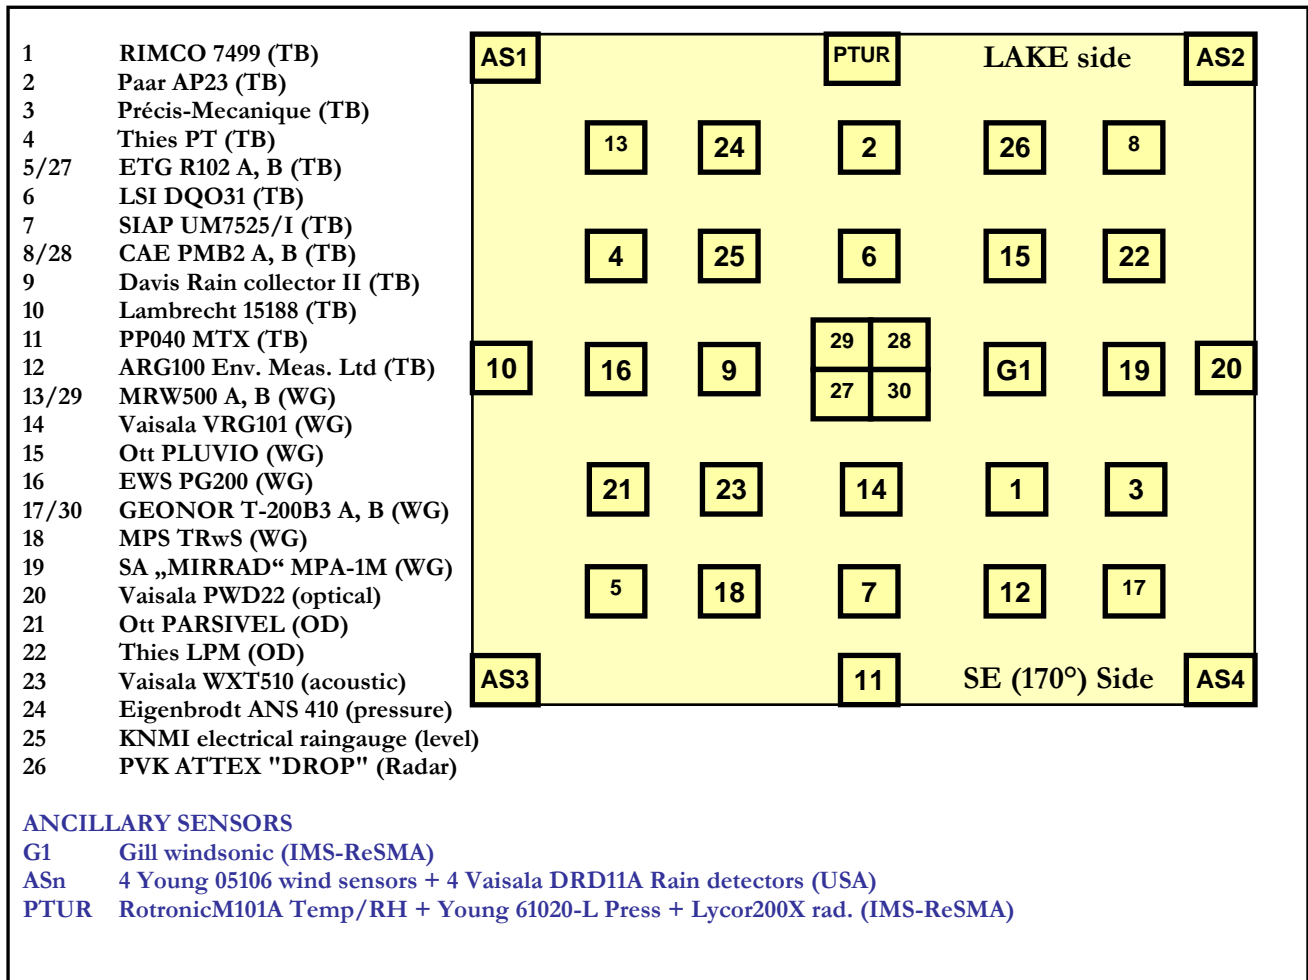 1 RIMCO 7499 (TB)
2 Paar AP23 (TB)
3 Précis-Mecanique (TB)
4 Thies PT (TB)
5/27 ETG R102 A, B (TB)
6 LSI DQO31 (TB)
7 SIAP UM7525/I (TB)
8/28 CAE PMB2 A, B (TB)
9 Davis Rain collector II (TB)
10 Lambrecht 15188 (TB)
11 PP040 MTX (TB)
12 ARG100 Env. Meas. Ltd (TB)
13/29 MRW500 A, B (WG)
14 Vaisala VRG101 (WG)
15 Ott PLUVIO (WG)
16 EWS PG200 (WG)
17/30 GEONOR T-200B3 A, B (WG)
18 MPS TRwS (WG)
19 SA „MIRRAD“ MPA-1M (WG)
20 Vaisala PWD22 (optical)
21 Ott PARSIVEL (OD)
22 Thies LPM (OD)
23 Vaisala WXT510 (acoustic)
24 Eigenbrodt ANS 410 (pressure)
25 KNMI electrical raingauge (level)
26 PVK ATTEX "DROP" (Radar)
AS1 PTUR LAKE side AS2
13 24 2 26 8
4 25 6 15 22
29 28
10 16 9 G1 19 20
27 30
21 23 14 1 3
5 18 7 12 17
AS3 11 SE (170°) Side AS4
ANCILLARY SENSORS
G1 Gill windsonic (IMS-ReSMA)
ASn 4 Young 05106 wind sensors + 4 Vaisala DRD11A Rain detectors (USA)
PTUR RotronicM101A Temp/RH + Young 61020-L Press + Lycor200X rad. (IMS-ReSMA)